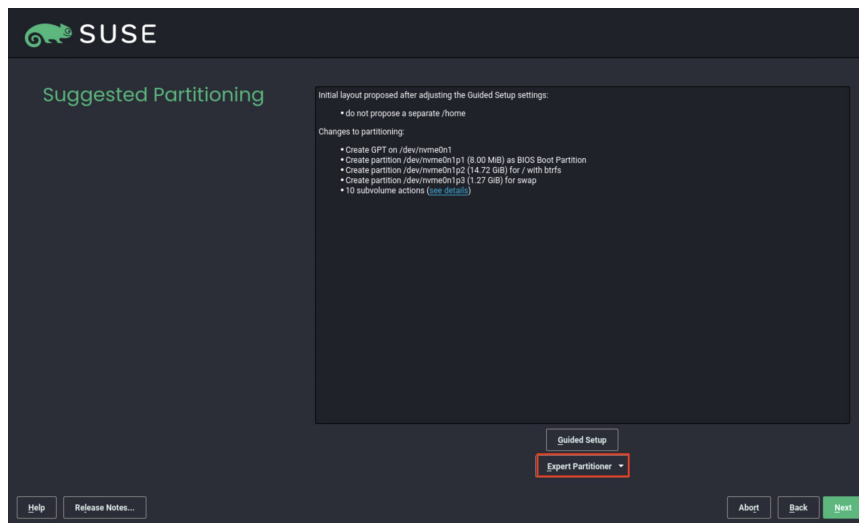 SUSE
Suggested Partitioning
Initial layout proposed after adjusting the Guided Setup settings:
• do not propose a separate /home
Changes to partitioning:
• Create GPT on /dev/nvme0n1
• Create partition /dev/nvme0n1p1 (8.00 MiB) as BIOS Boot Partition
• Create partition /dev/nvme0n1p2 (14.72 GiB) for / with btrfs
• Create partition /dev/nvme0n1p3 (1.27 GiB) for swap
• 10 subvolume actions (see details)
Guided Setup
Expert Partitioner
Help Release Notes... Abort Back Next